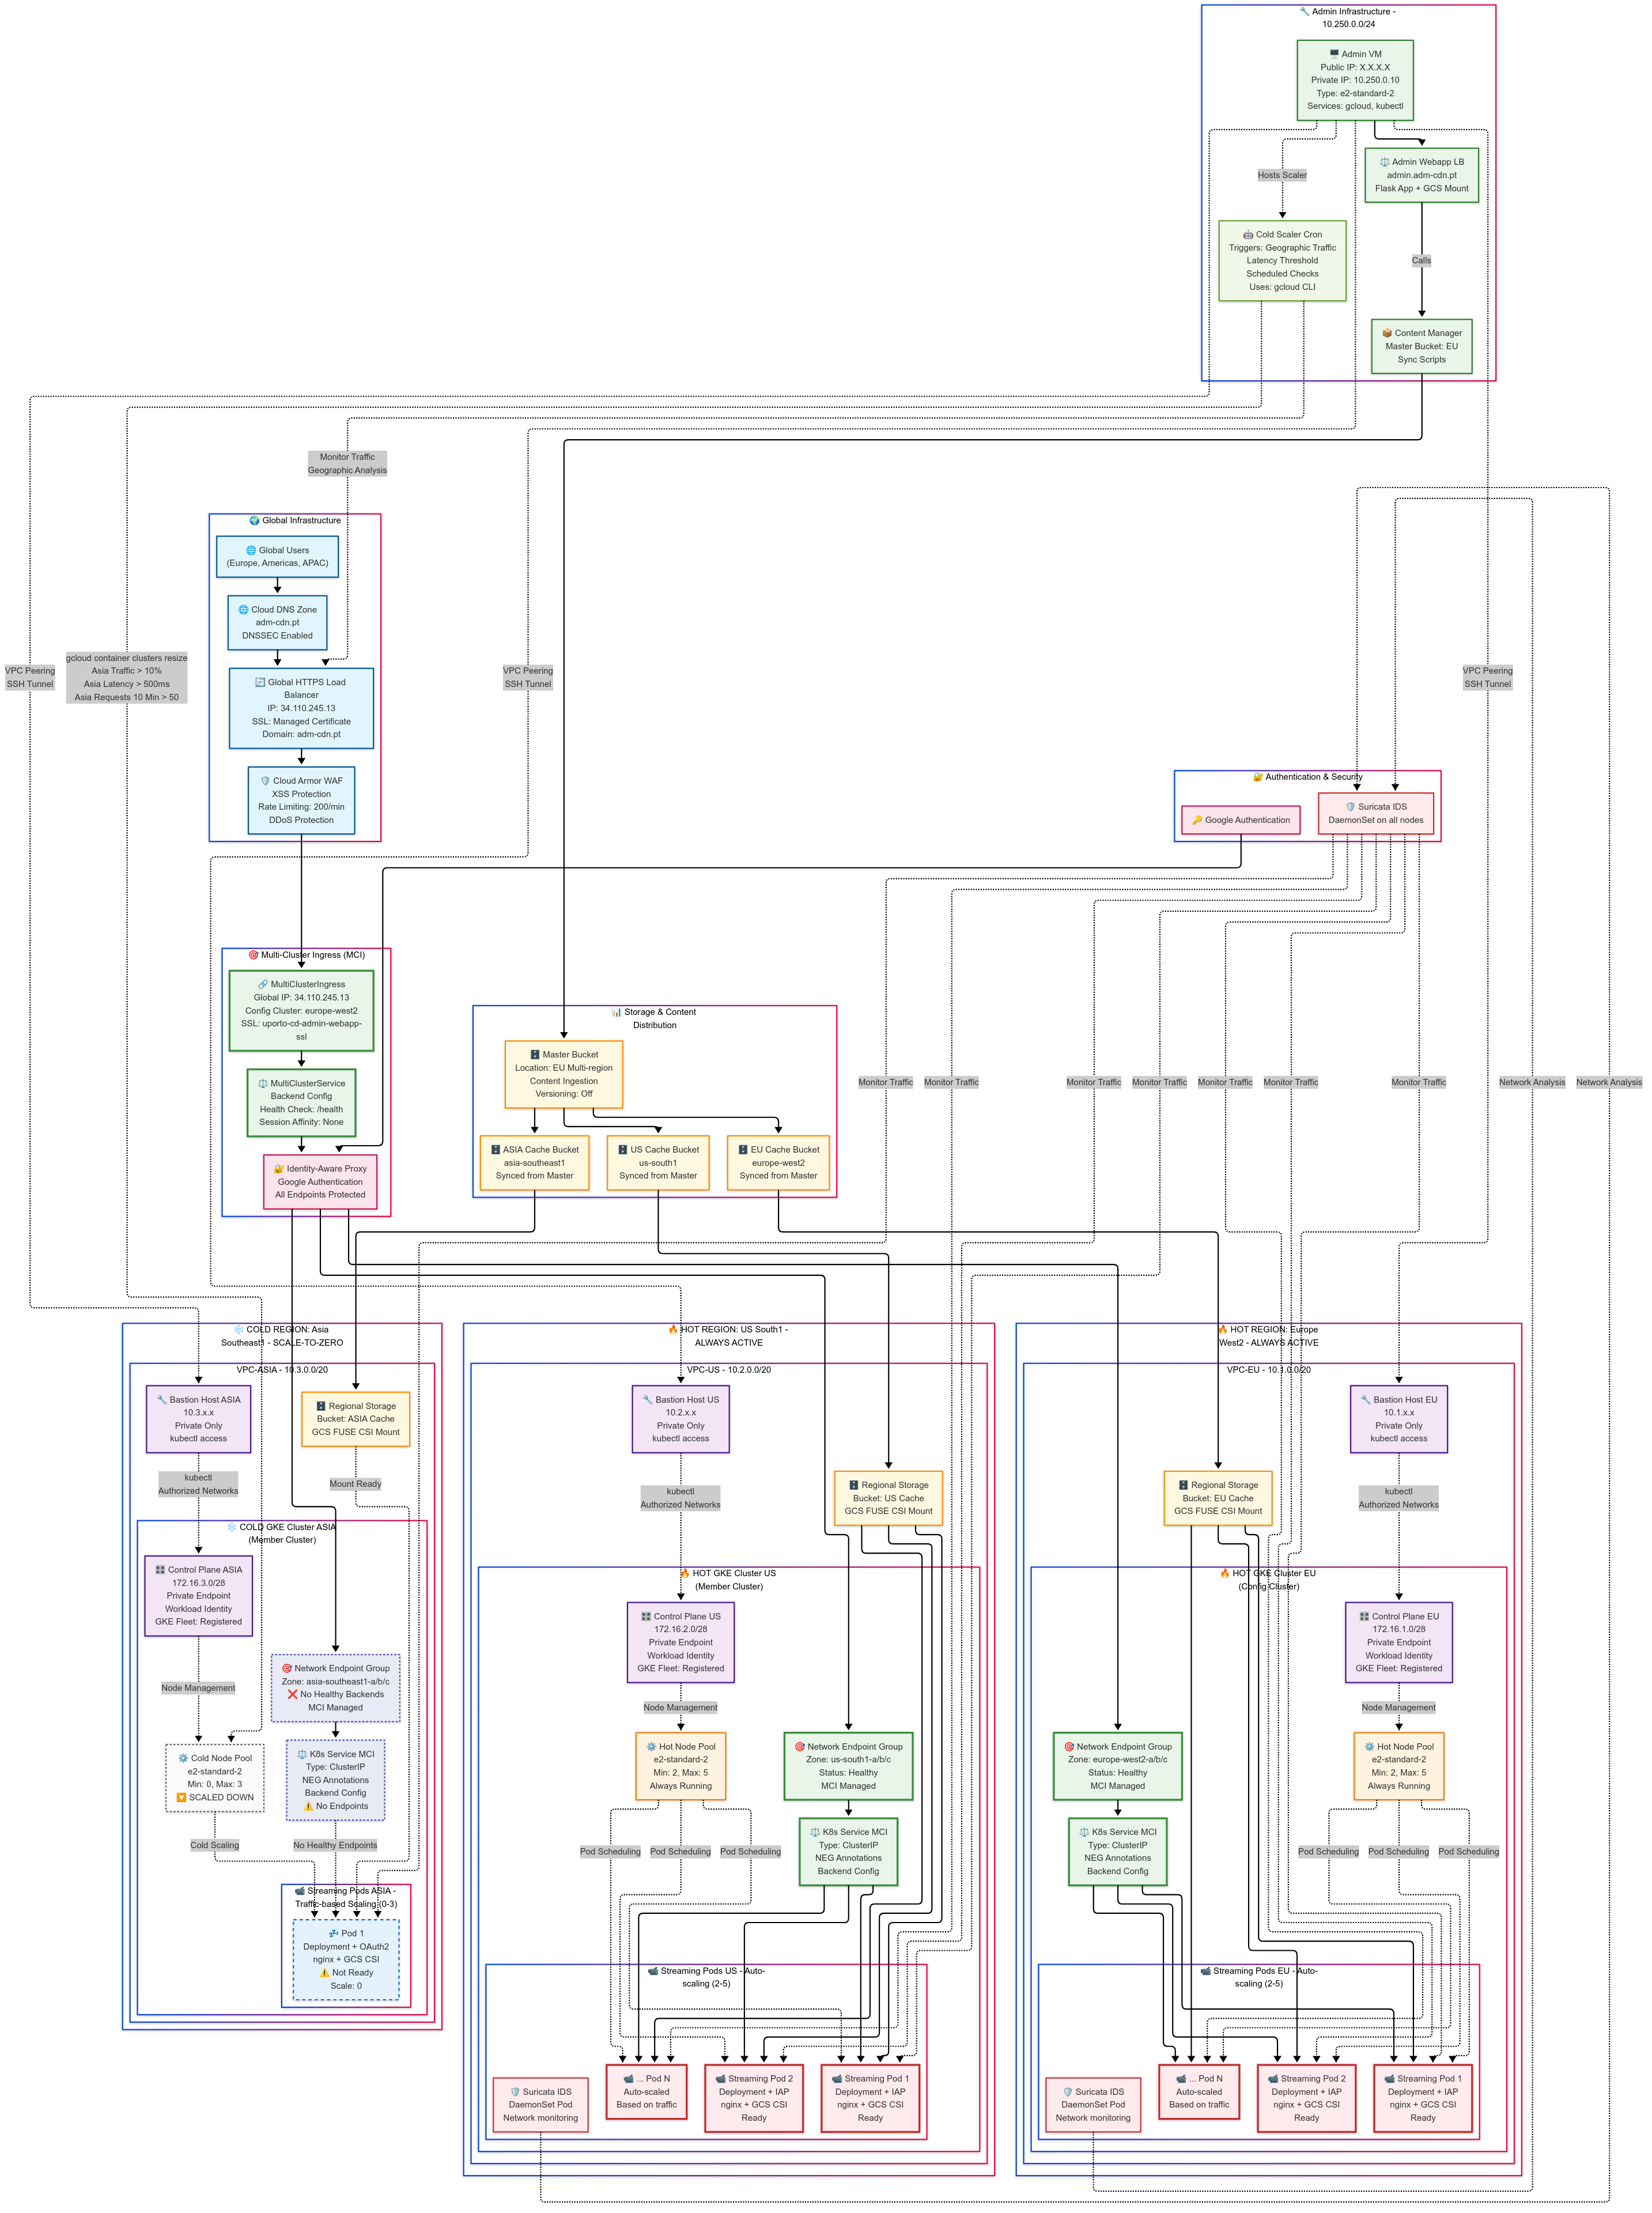 🔧 Admin Infrastructure -
10.250.0.0/24
🖥️ Admin VM
Public IP: X.X.X.X
Private IP: 10.250.0.10
Type: e2-standard-2
Services: gcloud, kubectl
⚖️ Admin Webapp LB
admin.adm-cdn.pt
Flask App + GCS Mount
Hosts Scaler
🤖 Cold Scaler Cron
Triggers: Geographic Traffic
Latency Threshold
Scheduled Checks
Uses: gcloud CLI
Calls
📦 Content Manager
Master Bucket: EU
Sync Scripts
Monitor Traffic
Geographic Analysis
🌍 Global Infrastructure
🌐 Global Users
(Europe, Americas, APAC)
🌐 Cloud DNS Zone
adm-cdn.pt
DNSSEC Enabled
VPC Peering
SSH Tunnel
gcloud container clusters resize
Asia Traffic > 10%
Asia Latency > 500ms
Asia Requests 10 Min > 50
🔄 Global HTTPS Load
Balancer
IP: 34.110.245.13
SSL: Managed Certificate
Domain: adm-cdn.pt
VPC Peering
SSH Tunnel
VPC Peering
SSH Tunnel
🛡️ Cloud Armor WAF
XSS Protection
Rate Limiting: 200/min
DDoS Protection
🔐 Authentication & Security
🔑 Google Authentication
🛡️ Suricata IDS
DaemonSet on all nodes
🎯 Multi-Cluster Ingress (MCI)
🔗 MultiClusterIngress
Global IP: 34.110.245.13
Config Cluster: europe-west2
SSL: uporto-cd-admin-webapp-
ssl
⚖️ MultiClusterService
Backend Config
Health Check: /health
Session Affinity: None
🔐 Identity-Aware Proxy
Google Authentication
All Endpoints Protected
📊 Storage & Content
Distribution
🗄️ Master Bucket
Location: EU Multi-region
Content Ingestion
Versioning: Off
🗄️ ASIA Cache Bucket
asia-southeast1
Synced from Master
🗄️ US Cache Bucket
us-south1
Synced from Master
🗄️ EU Cache Bucket
europe-west2
Synced from Master
Monitor Traffic
Monitor Traffic
Monitor Traffic
Monitor Traffic
Monitor Traffic
Monitor Traffic
Monitor Traffic
Network Analysis
Network Analysis
❄️ COLD REGION: Asia
Southeast1 - SCALE-TO-ZERO
VPC-ASIA - 10.3.0.0/20
🔧 Bastion Host ASIA
10.3.x.x
Private Only
kubectl access
🗄️ Regional Storage
Bucket: ASIA Cache
GCS FUSE CSI Mount
kubectl
Authorized Networks
Mount Ready
❄️ COLD GKE Cluster ASIA
(Member Cluster)
🎛️ Control Plane ASIA
172.16.3.0/28
Private Endpoint
Workload Identity
GKE Fleet: Registered
Node Management
🎯 Network Endpoint Group
Zone: asia-southeast1-a/b/c
❌ No Healthy Backends
MCI Managed
⚙️ Cold Node Pool
e2-standard-2
Min: 0, Max: 3
🔽 SCALED DOWN
⚖️ K8s Service MCI
Type: ClusterIP
NEG Annotations
Backend Config
⚠️ No Endpoints
Cold Scaling
No Healthy Endpoints
📹 Streaming Pods ASIA -
Traffic-based Scaling (0-3)
💤 Pod 1
Deployment + OAuth2
nginx + GCS CSI
⚠️ Not Ready
Scale: 0
🔥 HOT REGION: US South1 -
ALWAYS ACTIVE
VPC-US - 10.2.0.0/20
🔧 Bastion Host US
10.2.x.x
Private Only
kubectl access
🗄️ Regional Storage
Bucket: US Cache
GCS FUSE CSI Mount
kubectl
Authorized Networks
🔥 HOT GKE Cluster US
(Member Cluster)
🎛️ Control Plane US
172.16.2.0/28
Private Endpoint
Workload Identity
GKE Fleet: Registered
Node Management
⚙️ Hot Node Pool
e2-standard-2
Min: 2, Max: 5
Always Running
🎯 Network Endpoint Group
Zone: us-south1-a/b/c
Status: Healthy
MCI Managed
Pod Scheduling
Pod Scheduling
Pod Scheduling
⚖️ K8s Service MCI
Type: ClusterIP
NEG Annotations
Backend Config
📹 Streaming Pods US - Auto-
scaling (2-5)
🛡️ Suricata IDS
DaemonSet Pod
Network monitoring
📹 ... Pod N
Auto-scaled
Based on traffic
📹 Streaming Pod 2
Deployment + IAP
nginx + GCS CSI
Ready
📹 Streaming Pod 1
Deployment + IAP
nginx + GCS CSI
Ready
🔥 HOT REGION: Europe
West2 - ALWAYS ACTIVE
VPC-EU - 10.1.0.0/20
🔧 Bastion Host EU
10.1.x.x
Private Only
kubectl access
🗄️ Regional Storage
Bucket: EU Cache
GCS FUSE CSI Mount
kubectl
Authorized Networks
🔥 HOT GKE Cluster EU
(Config Cluster)
🎛️ Control Plane EU
172.16.1.0/28
Private Endpoint
Workload Identity
GKE Fleet: Registered
Node Management
🎯 Network Endpoint Group
Zone: europe-west2-a/b/c
Status: Healthy
MCI Managed
⚙️ Hot Node Pool
e2-standard-2
Min: 2, Max: 5
Always Running
⚖️ K8s Service MCI
Type: ClusterIP
NEG Annotations
Backend Config
Pod Scheduling
Pod Scheduling
Pod Scheduling
📹 Streaming Pods EU - Auto-
scaling (2-5)
🛡️ Suricata IDS
DaemonSet Pod
Network monitoring
📹 ... Pod N
Auto-scaled
Based on traffic
📹 Streaming Pod 2
Deployment + IAP
nginx + GCS CSI
Ready
📹 Streaming Pod 1
Deployment + IAP
nginx + GCS CSI
Ready